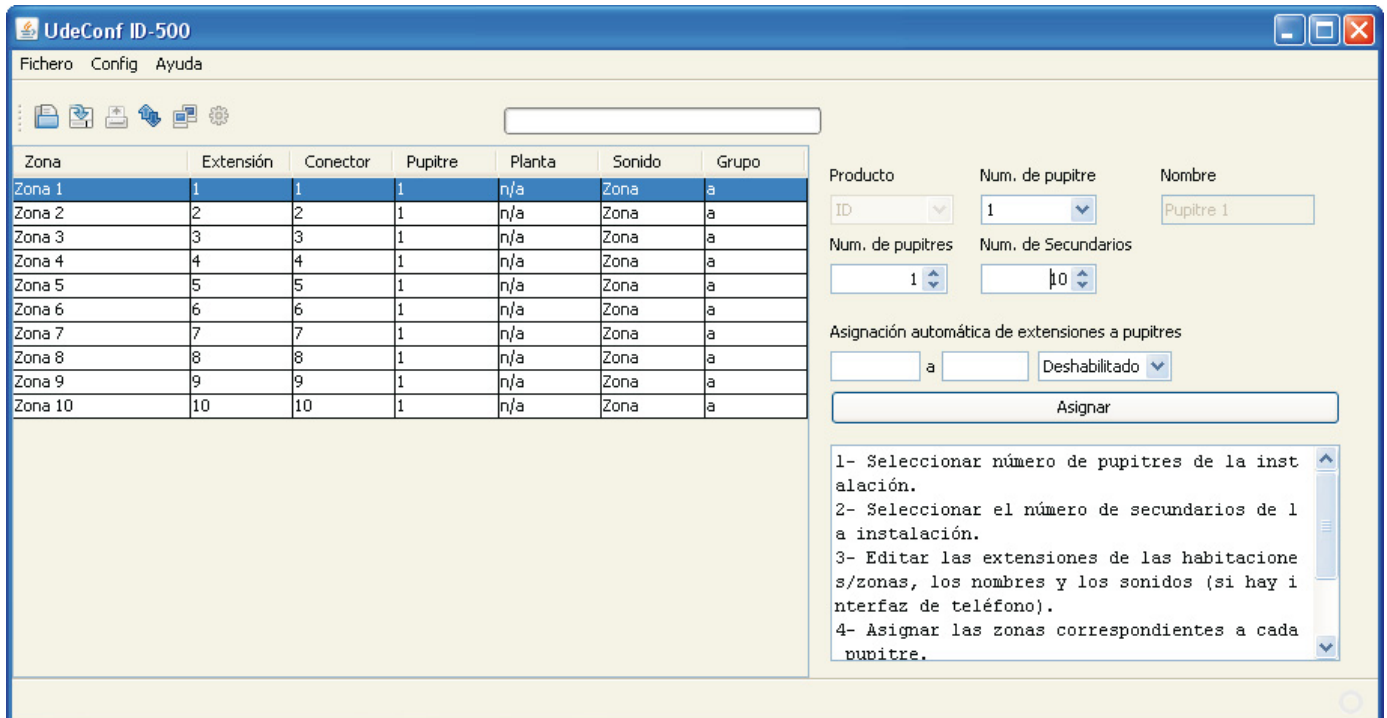 UdeConf ID-500
Fichero Config Ayuda
Zona Extensión Conector Pupitre Planta Sonido Grupo
Zona 1 1 1 1 n/a Zona a
Zona 2 2 2 1 n/a Zona a
Zona 3 3 3 1 n/a Zona a
Zona 4 4 4 1 n/a Zona a
Zona 5 5 5 1 n/a Zona a
Zona 6 6 6 1 n/a Zona a
Zona 7 7 7 1 n/a Zona a
Zona 8 8 8 1 n/a Zona a
Zona 9 9 9 1 n/a Zona a
Zona 10 10 10 1 n/a Zona a
Producto Num. de pupitre Nombre
ID 1 Pupitre 1
Num. de pupitres Num. de Secundarios
1 10
Asignación automática de extensiones a pupitres
a Deshabilitado
Asignar
1- Seleccionar número de pupitres de la inst
alación.
2- Seleccionar el número de secundarios de l
a instalación.
3- Editar las extensiones de las habitacione
s/zonas, los nombres y los sonidos (si hay i
nterfaz de teléfono).
4- Asignar las zonas correspondientes a cada
pupitre.